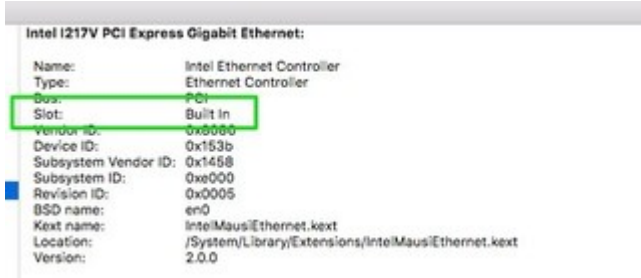 Intel I217V PCI Express Gigabit Ethernet:
Name: Intel Ethernet Controller
Type: Ethernet Controller
Bus: PCI
Slot: Built In
Vendor ID: 0x8086
Device ID: 0x153b
Subsystem Vendor ID: 0x1458
Subsystem ID: 0xe000
Revision ID: 0x0005
BSD name: en0
Kext name: IntelMausiEthernet.kext
Location: /System/Library/Extensions/IntelMausiEthernet.kext
Version: 2.0.0